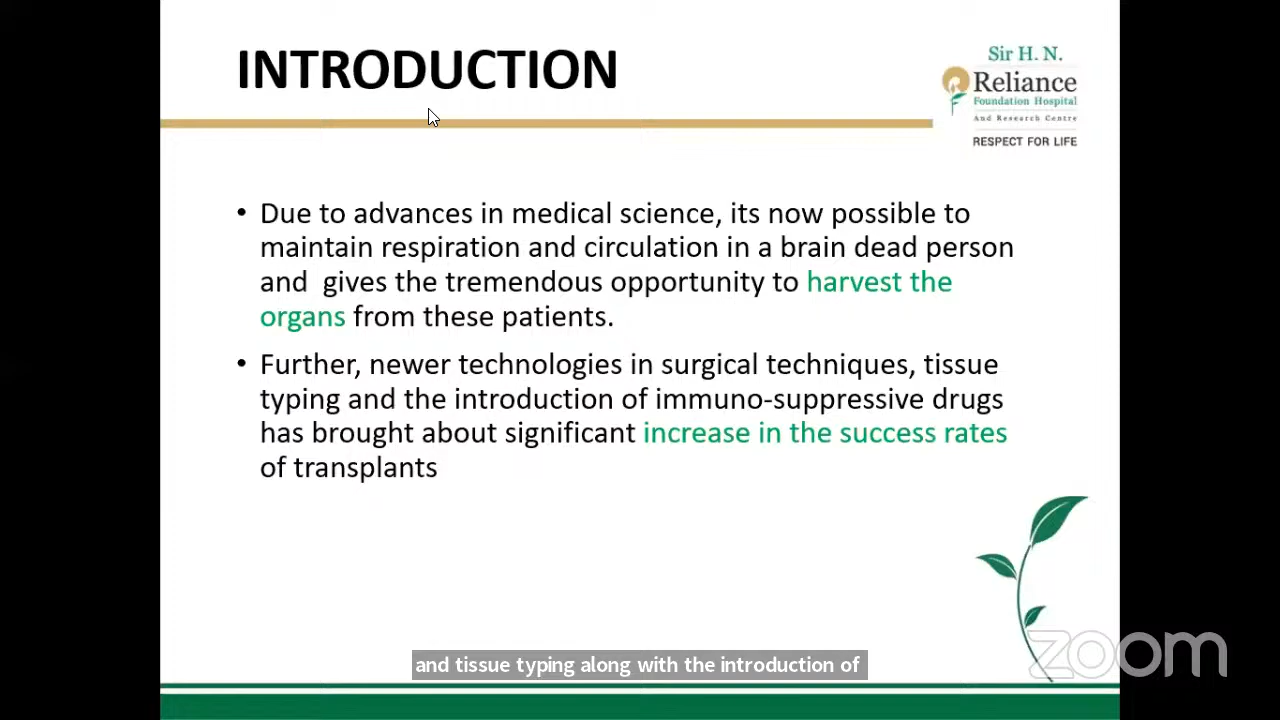 INTRODUCTION
Sir H. N.
Reliance
Foundation Hospital
And Research Centre
RESPECT FOR LIFE
• Due to advances in medical science, its now possible to
maintain respiration and circulation in a brain dead person
and  gives the tremendous opportunity to harvest the
organs from these patients.
• Further, newer technologies in surgical techniques, tissue
typing and the introduction of immuno-suppressive drugs
has brought about significant increase in the success rates
of transplants
zoom
and tissue typing along with the introduction of